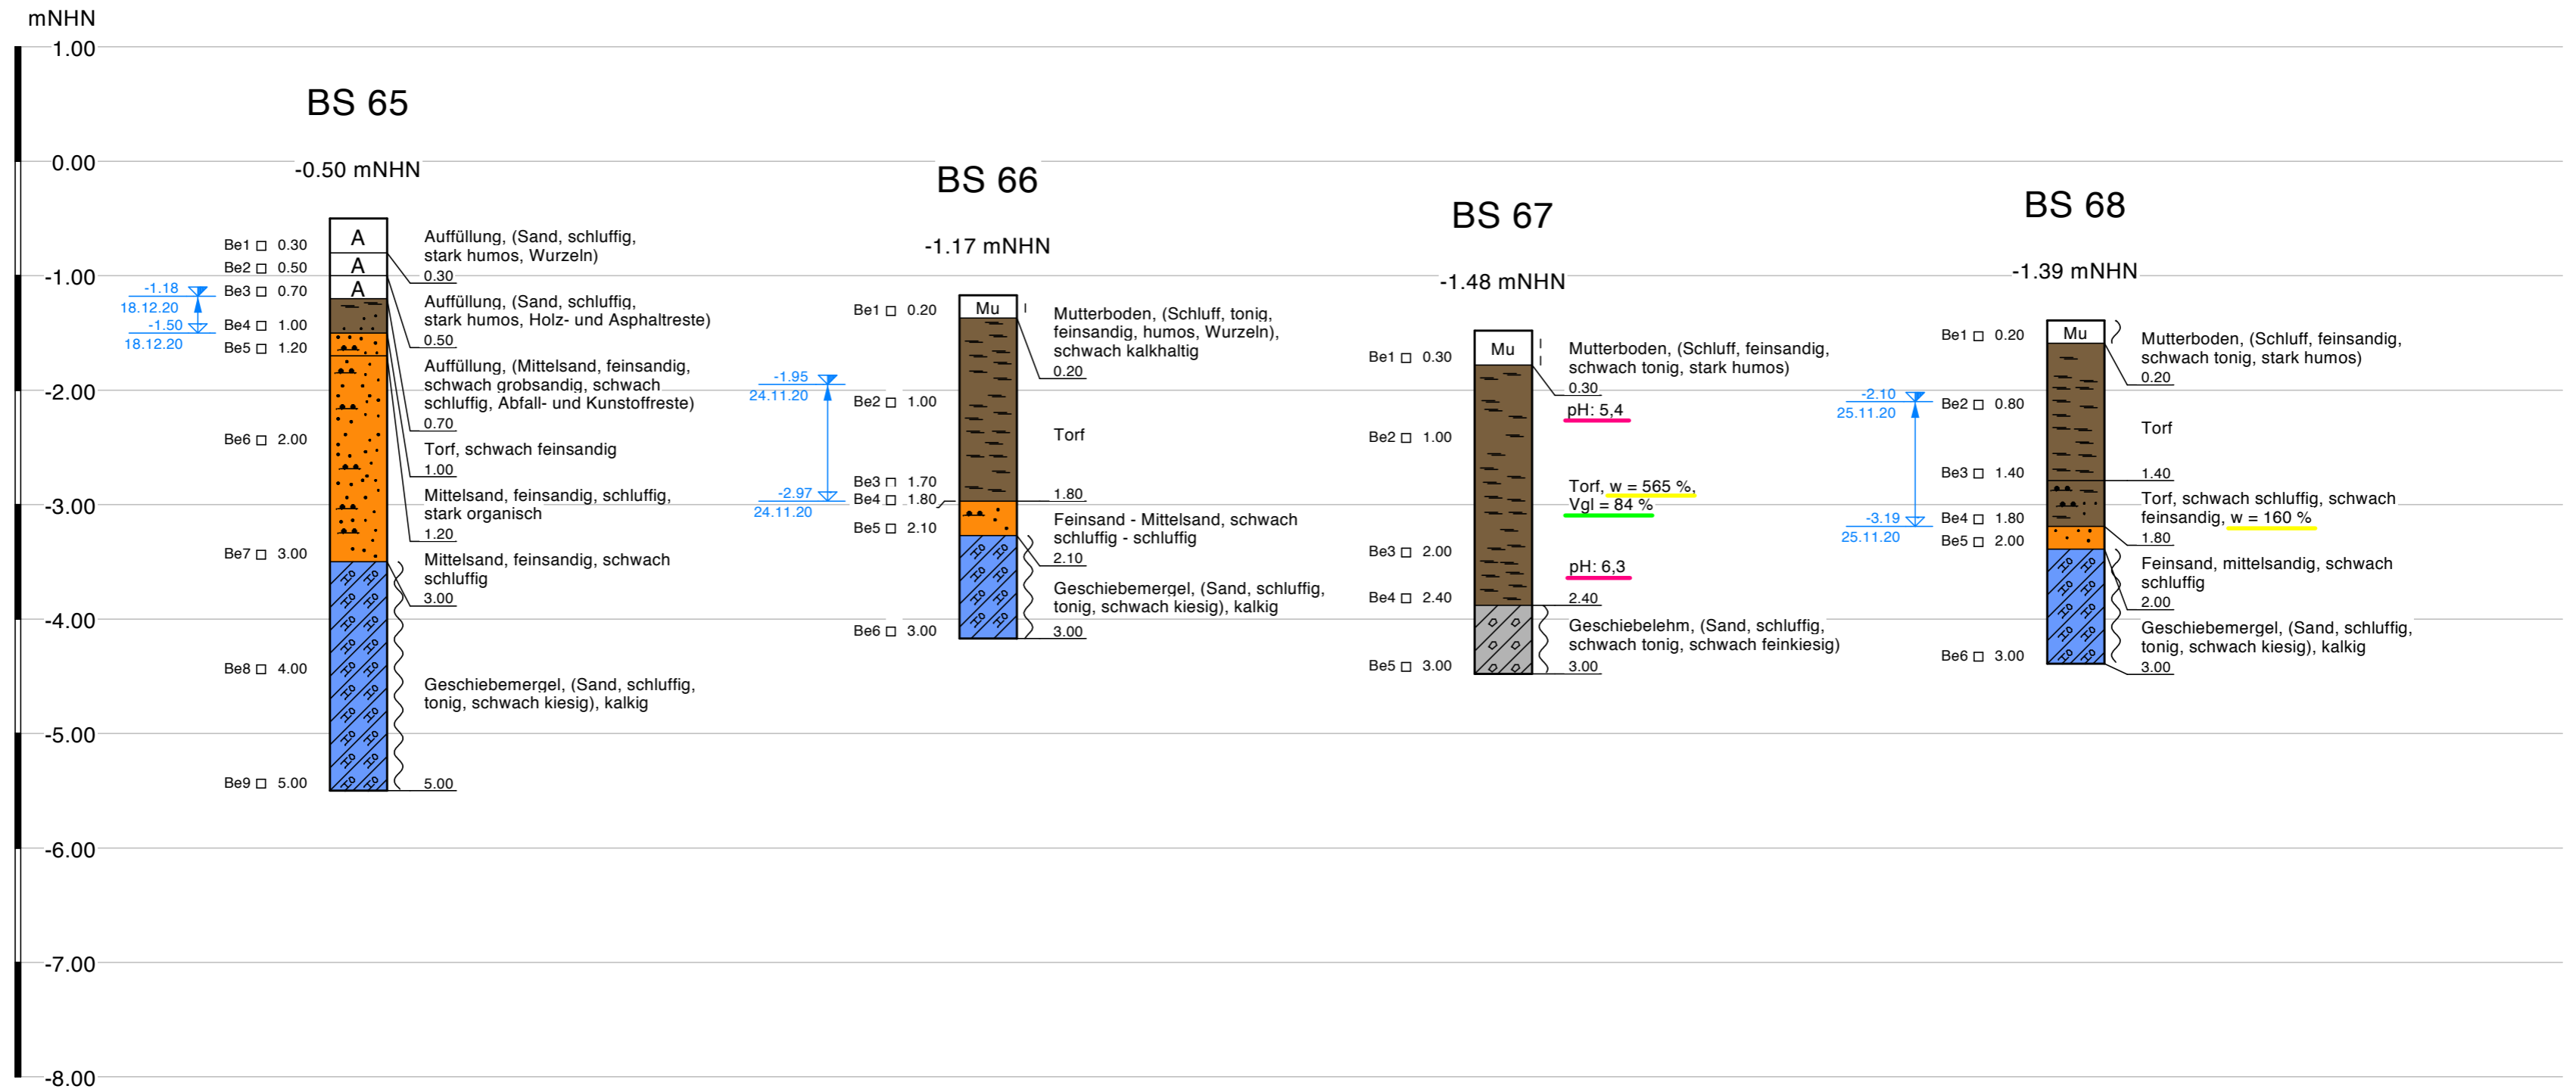 mNHN
1.00
0.00
-1.00
-2.00
-3.00
-4.00
-5.00
-6.00
-7.00
-8.00
BS 65
-0.50 mNHN
Be1 0.30
Be2 0.50
Be3 0.70
Be4 1.00
Be5 1.20
Be6 2.00
Be7 3.00
Be8 4.00
Be9 5.00
-1.18
18.12.20
-1.50
18.12.20
A
A
A
Auffüllung, (Sand, schluffig,
stark humos, Wurzeln)
0.30
Auffüllung, (Sand, schluffig,
stark humos, Holz- und Asphaltreste)
0.50
Auffüllung, (Mittelsand, feinsandig,
schwach grobsandig, schwach
schluffig, Abfall- und Kunstoffreste)
0.70
Torf, schwach feinsandig
1.00
Mittelsand, feinsandig, schluffig,
stark organisch
1.20
Mittelsand, feinsandig, schwach
schluffig
3.00
Geschiebemergel, (Sand, schluffig,
tonig, schwach kiesig), kalkig
5.00
BS 66
-1.17 mNHN
Be1 0.20
Be2 1.00
Be3 1.70
Be4 1.80
Be5 2.10
Be6 3.00
-1.95
24.11.20
-2.97
24.11.20
Mu
Mutterboden, (Schluff, tonig,
feinsandig, humos, Wurzeln),
schwach kalkhaltig
0.20
Torf
1.80
Feinsand - Mittelsand, schwach
schluffig - schluffig
2.10
Geschiebemergel, (Sand, schluffig,
tonig, schwach kiesig), kalkig
3.00
BS 67
-1.48 mNHN
Be1 0.30
Be2 1.00
Be3 2.00
Be4 2.40
Be5 3.00
Mu
Mutterboden, (Schluff, feinsandig,
schwach tonig, stark humos)
0.30
pH: 5,4
Torf, w = 565 %,
Vgl = 84 %
pH: 6,3
2.40
Geschiebelehm, (Sand, schluffig,
schwach tonig, schwach feinkiesig)
3.00
BS 68
-1.39 mNHN
Be1 0.20
Be2 0.80
Be3 1.40
Be4 1.80
Be5 2.00
Be6 3.00
-2.10
25.11.20
-3.19
25.11.20
Mu
Mutterboden, (Schluff, feinsandig,
schwach tonig, stark humos)
0.20
Torf
1.40
Torf, schwach schluffig, schwach
feinsandig, w = 160 %
1.80
Feinsand, mittelsandig, schwach
schluffig
2.00
Geschiebemergel, (Sand, schluffig,
tonig, schwach kiesig), kalkig
3.00